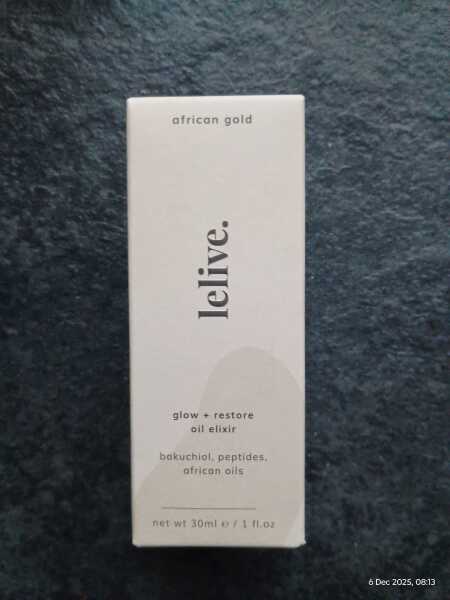 african gold
lelive.
glow + restore
oil elixir
bakuchiol, peptides,
african oils
net wt 30ml ℮ / 1 fl.oz
6 Dec 2025, 08:13